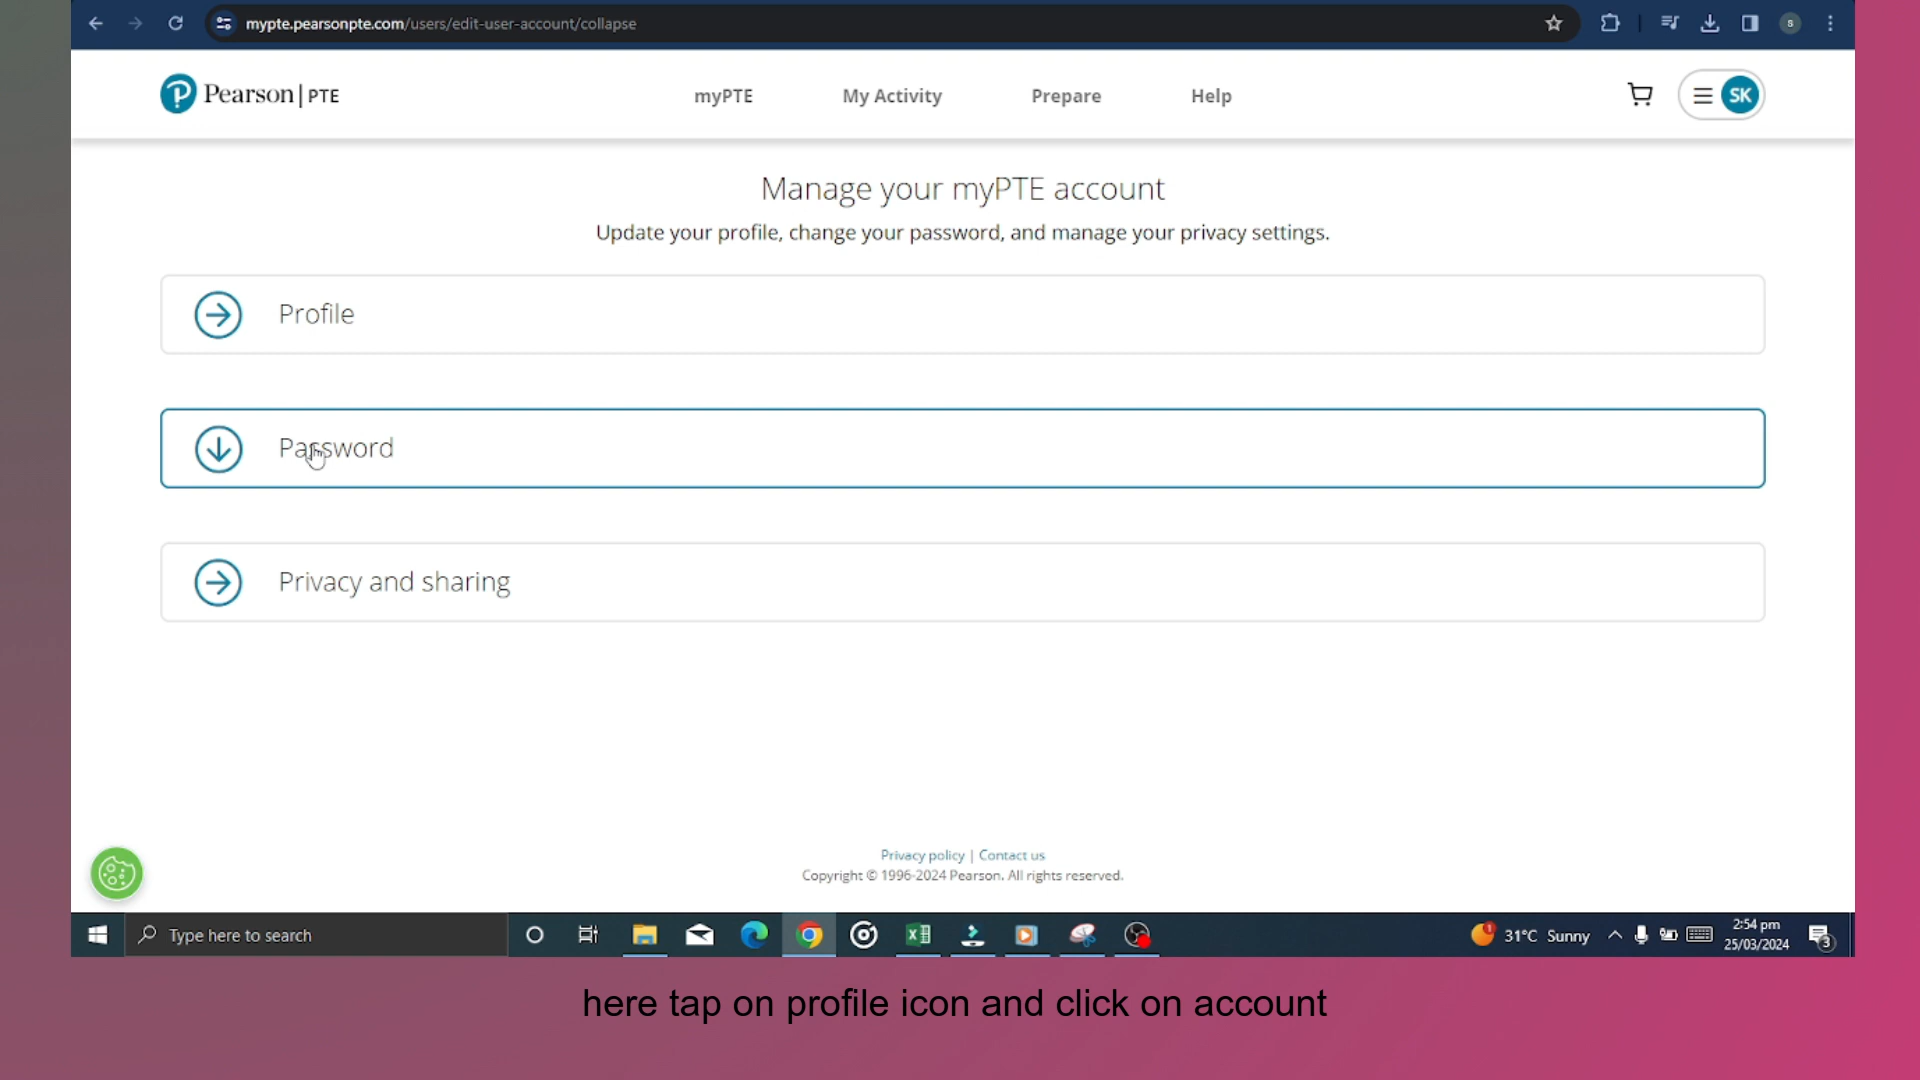 mypte.pearsonpte.com/users/edit-user-account/collapse
S
Pearson | PTE
myPTE
My Activity
Prepare
Help
SK
Manage your myPTE account
Update your profile, change your password, and manage your privacy settings.
Profile
Password
Privacy and sharing
Privacy policy | Contact us
Copyright © 1996-2024 Pearson. All rights reserved.
Type here to search
1
31°C Sunny
2:54 pm
25/03/2024
3
here tap on profile icon and click on account